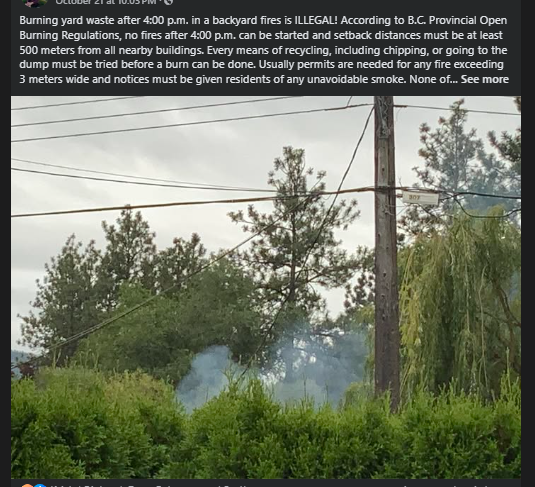 October 21 at 10:03 PM
Burning yard waste after 4:00 p.m. in a backyard fires is ILLEGAL! According to B.C. Provincial Open
Burning Regulations, no fires after 4:00 p.m. can be started and setback distances must be at least
500 meters from all nearby buildings. Every means of recycling, including chipping, or going to the
dump must be tried before a burn can be done. Usually permits are needed for any fire exceeding
3 meters wide and notices must be given residents of any unavoidable smoke. None of... See more